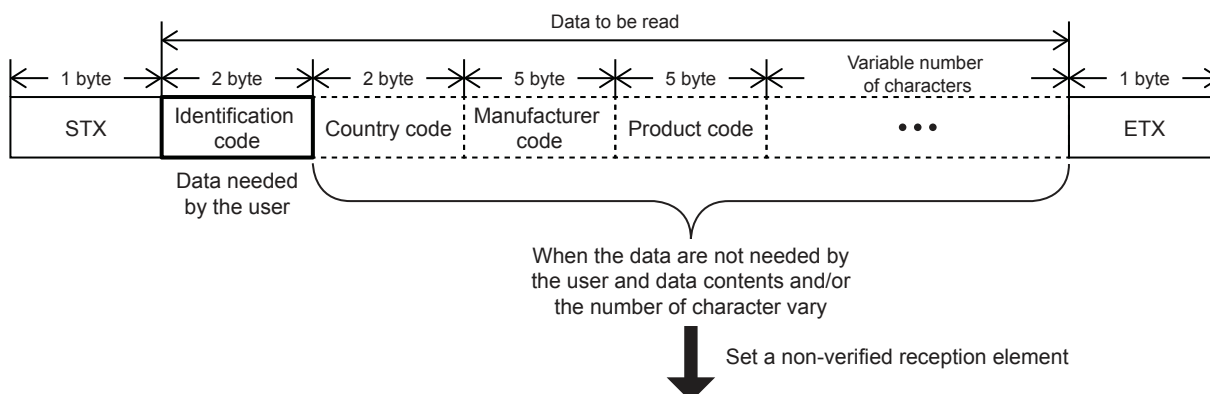 Data to be read
1 byte
2 byte
2 byte
5 byte
5 byte
Variable number
of characters
1 byte
STX
Identification
code
Country code
Manufacturer
code
Product code
•••
ETX
Data needed
by the user
When the data are not needed by
the user and data contents and/or
the number of character vary
Set a non-verified reception element